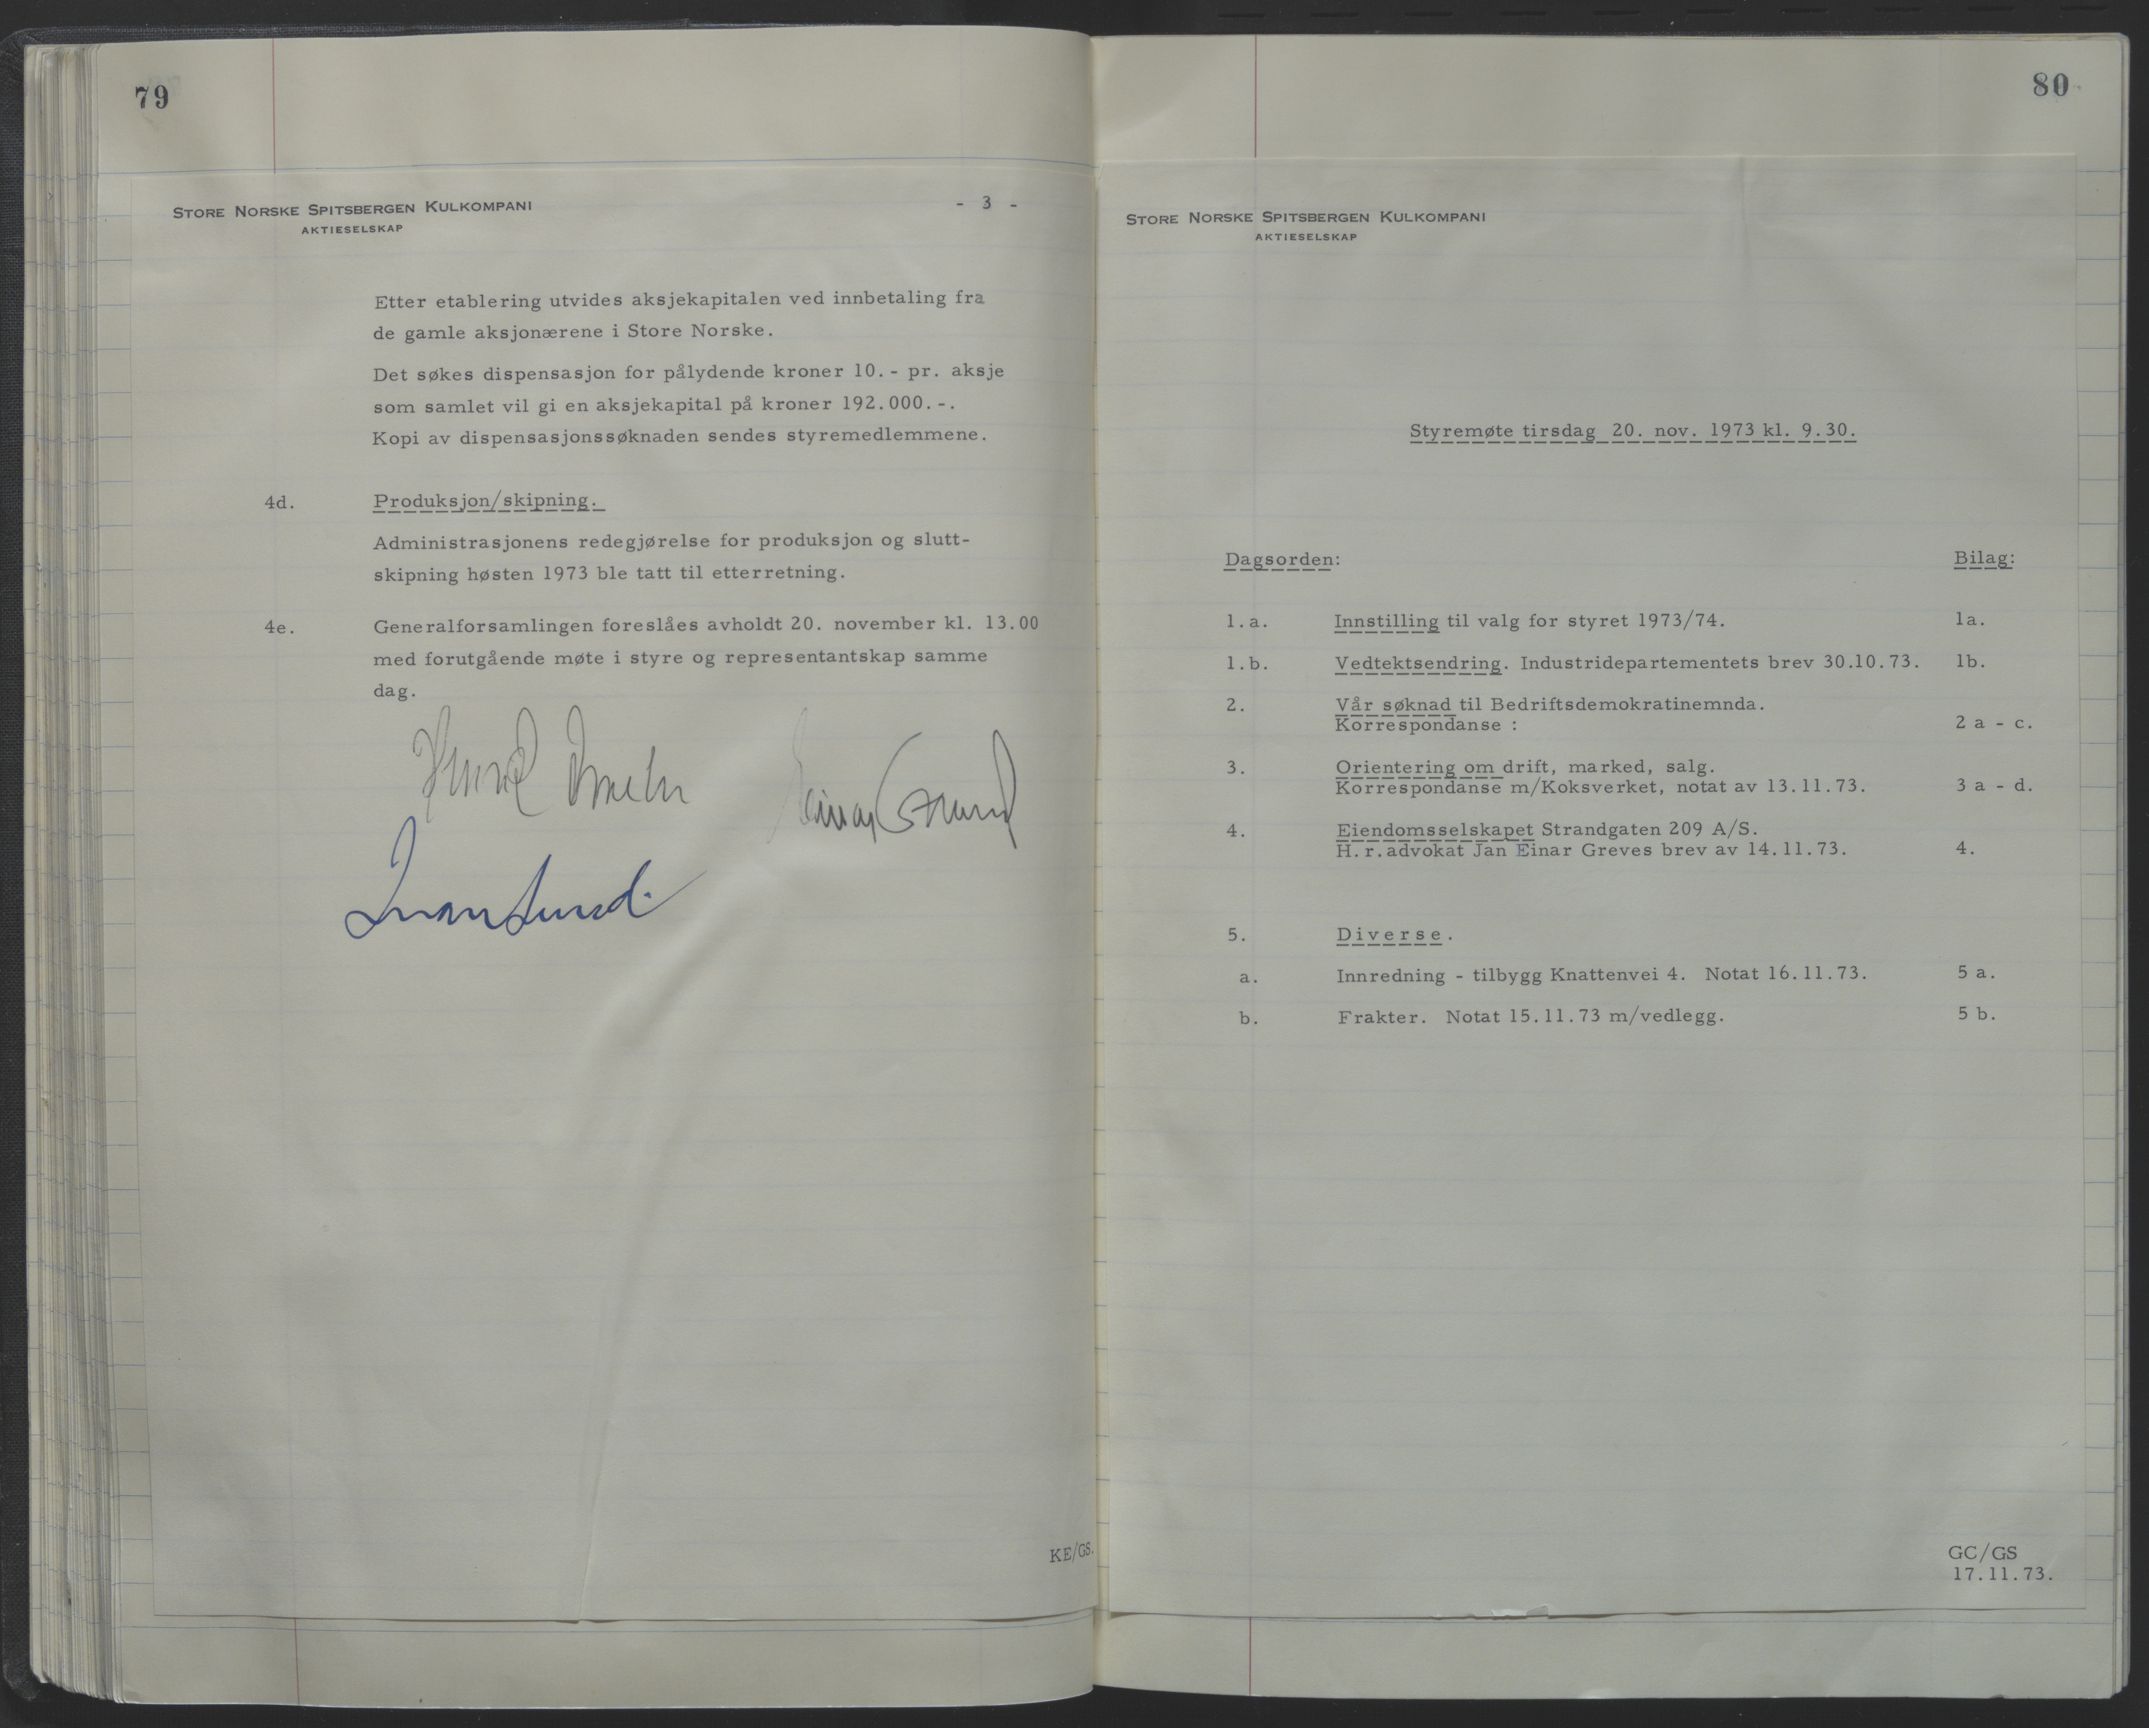 79
STORE NORSKE SPITSBERGEN KULKOMPANI
AKTIESELSKAP
- 3 -
Etter etablering utvides aksjekapitalen ved innbetaling fra
de gamle aksjonærene i Store Norske.
Det søkes dispensasjon for pålydende kroner 10.- pr. aksje
som samlet vil gi en aksjekapital på kroner 192.000.-.
Kopi av dispensasjonssøknaden sendes styremedlemmene.
4d. Produksjon/skipning.
Administrasjonens redegjørelse for produksjon og slutt-
skipning høsten 1973 ble tatt til etterretning.
4e. Generalforsamlingen foreslåes avholdt 20. november kl. 13.00
med forutgående møte i styre og representantskap samme
dag.
KE/GS.
80
STORE NORSKE SPITSBERGEN KULKOMPANI
AKTIESELSKAP
Styremøte tirsdag 20. nov. 1973 kl. 9.30.
Dagsorden: Bilag:
1.a. Innstilling til valg for styret 1973/74. 1a.
1.b. Vedtektsendring. Industridepartementets brev 30.10.73. 1b.
2. Vår søknad til Bedriftsdemokratinemnda.
Korrespondanse : 2 a - c.
3. Orientering om drift, marked, salg.
Korrespondanse m/Koksverket, notat av 13.11.73. 3 a - d.
4. Eiendomsselskapet Strandgaten 209 A/S.
H.r.advokat Jan Einar Greves brev av 14.11.73. 4.
5. Diverse.
a. Innredning - tilbygg Knattenvei 4. Notat 16.11.73. 5 a.
b. Frakter. Notat 15.11.73 m/vedlegg. 5 b.
GC/GS
17.11.73.